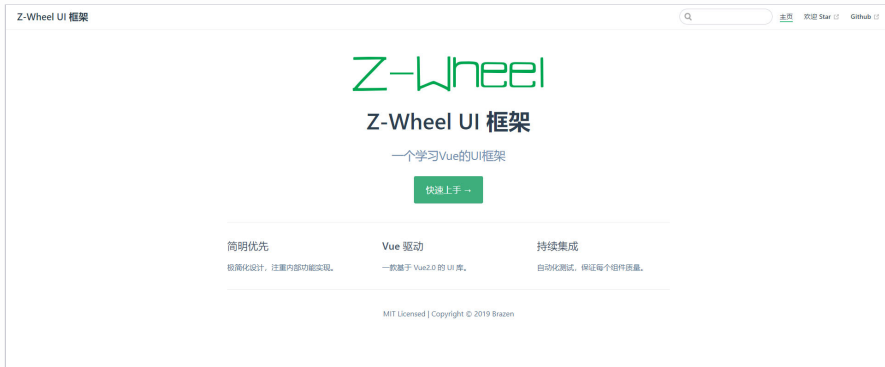 Z-Wheel UI 框架
主页 欢迎 Star Github
Z-Wheel
Z-Wheel UI 框架
一个学习Vue的UI框架
快速上手 →
简明优先 Vue 驱动 持续集成
极简化设计，注重内部功能实现。 一款基于 Vue2.0 的 UI 库。 自动化测试，保证每个组件质量。
MIT Licensed | Copyright © 2019 Brazen